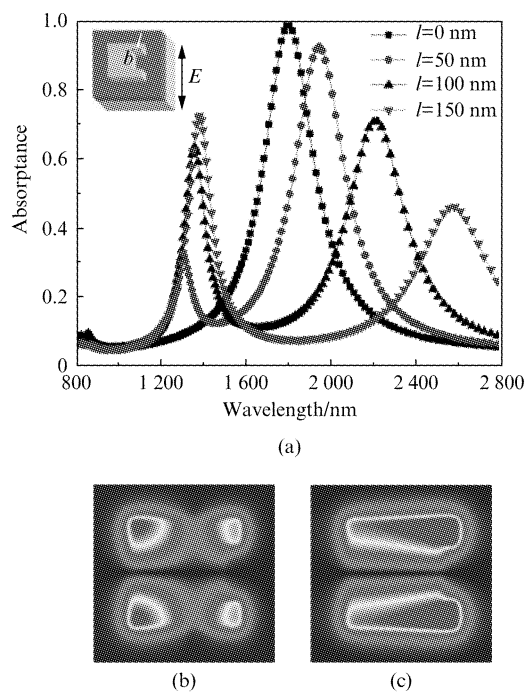 (a)
1.0
0.8
0.6
0.4
0.2
0
Absorptance
b
E
l=0 nm
l=50 nm
l=100 nm
l=150 nm
800 1 200 1 600 2 000 2 400 2 800
Wavelength/nm
(a)
(b) (c)